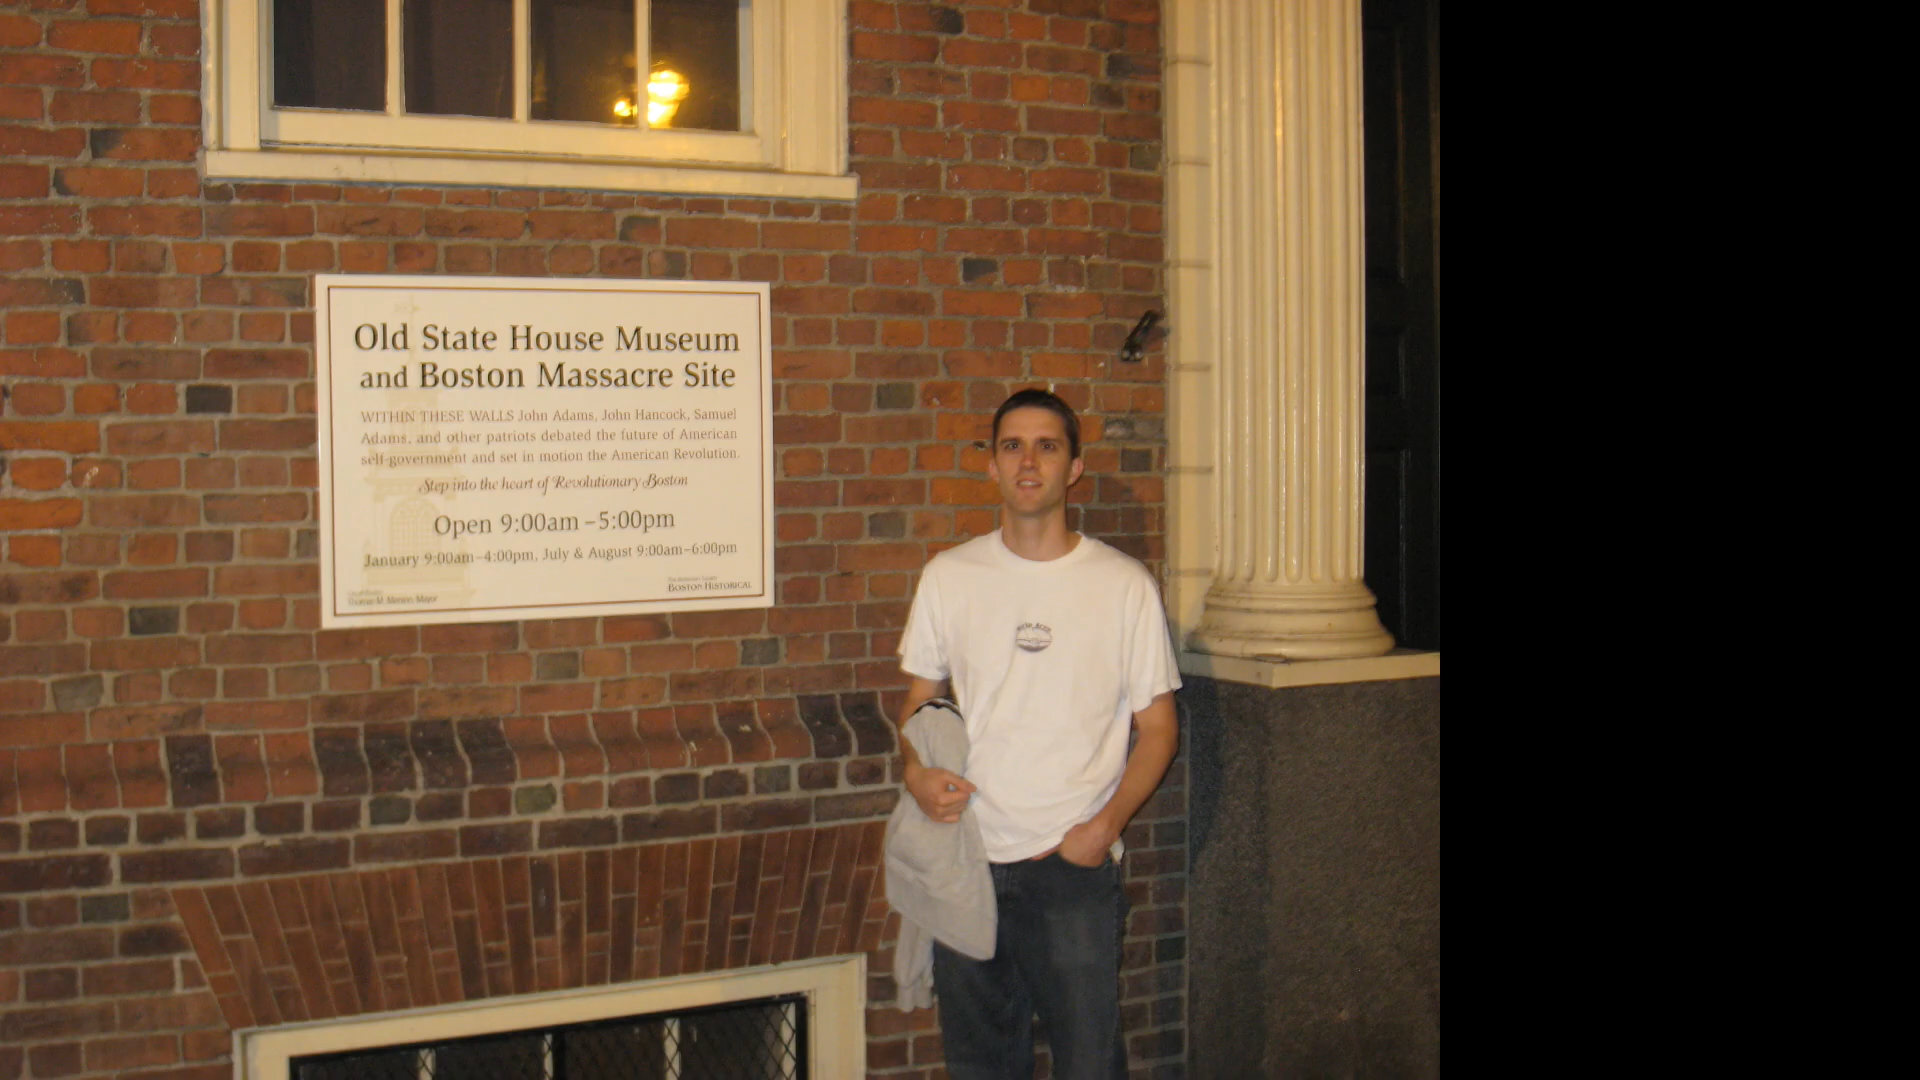 Old State House Museum
and Boston Massacre Site
WITHIN THESE WALLS John Adams, John Hancock, Samuel
Adams, and other patriots debated the future of American
self-government and set in motion the American Revolution.
Step into the heart of Revolutionary Boston
Open 9:00am – 5:00pm
January 9:00am–4:00pm, July & August 9:00am–6:00pm
Thomas M. Menino, Mayor
BOSTON HISTORICAL